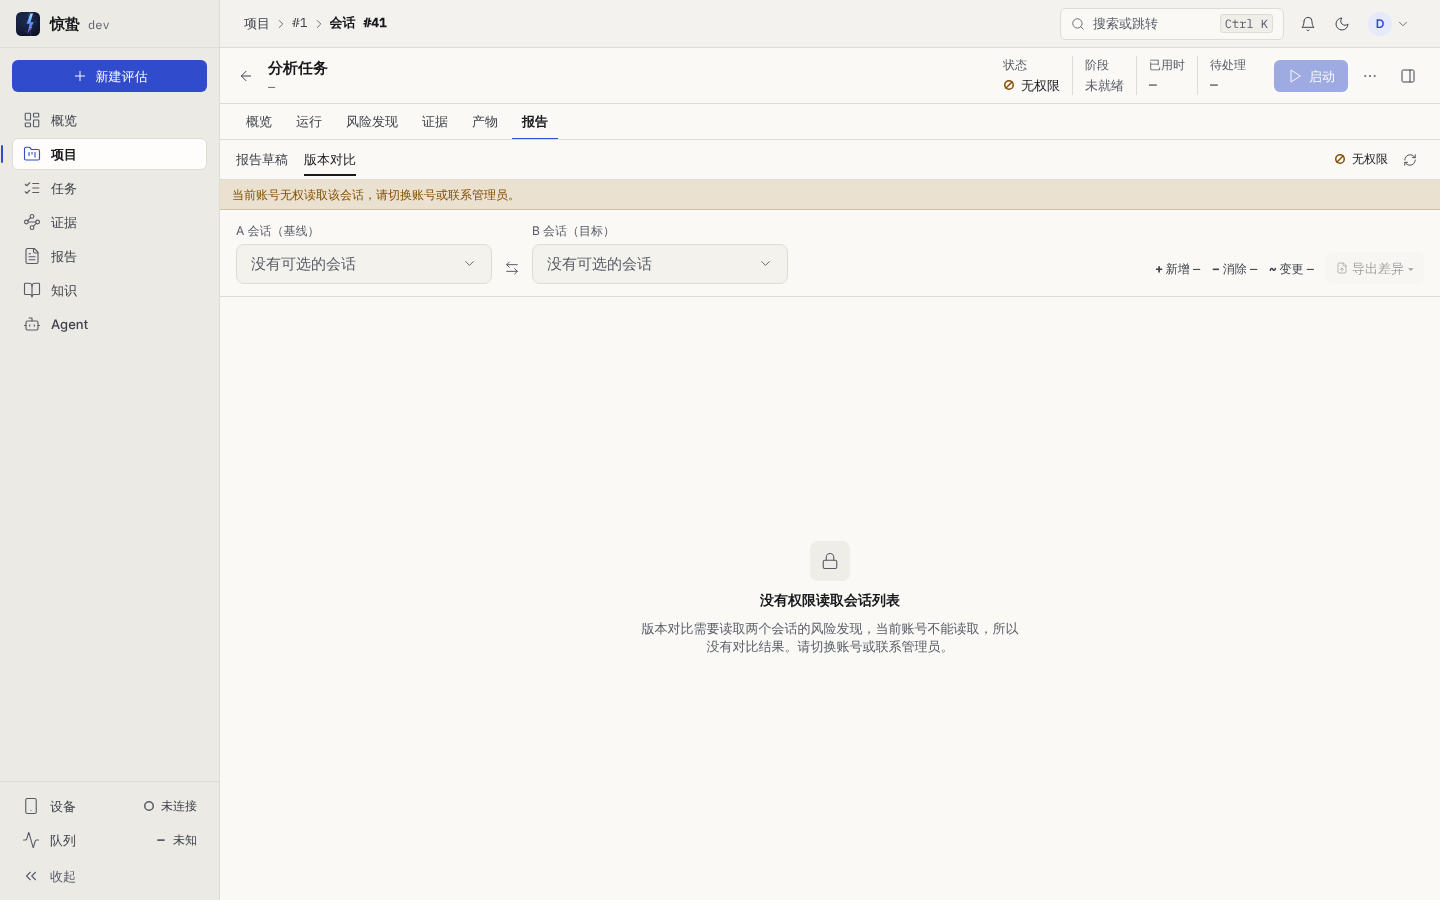 惊蛰 dev
项目 #1 会话 #41
搜索或跳转 Ctrl K
D
新建评估
概览
项目
任务
证据
报告
知识
Agent
设备 未连接
队列 – 未知
收起
分析任务
–
状态 阶段 已用时 待处理
无权限 未就绪 – –
启动
概览 运行 风险发现 证据 产物 报告
报告草稿 版本对比
无权限
当前账号无权读取该会话，请切换账号或联系管理员。
A 会话（基线） B 会话（目标）
没有可选的会话 没有可选的会话
+ 新增 – – 消除 – ~ 变更 – 导出差异
没有权限读取会话列表
版本对比需要读取两个会话的风险发现，当前账号不能读取，所以
没有对比结果。请切换账号或联系管理员。